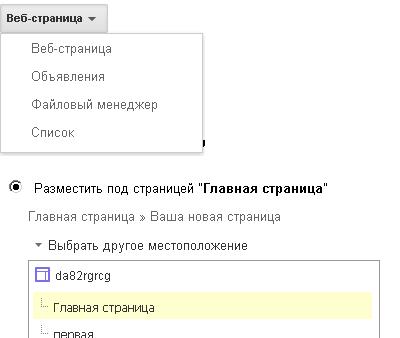 Веб-страница
Веб-страница
Объявления
Файловый менеджер
Список
Разместить под страницей "Главная страница"
Главная страница » Ваша новая страница
Выбрать другое местоположение
da82rgrcg
Главная страница
первая